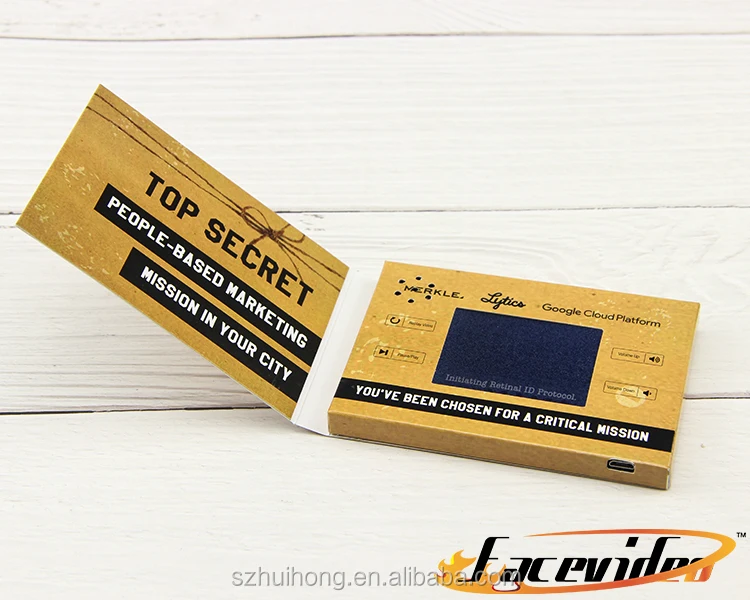 TOP SECRET
PEOPLE-BASED MARKETING
MISSION IN YOUR CITY
MERKLE
Lytics
Google Cloud Platform
Replay Video
Pause/Play
Volume Up
Volume Down
Initiating Retinal ID Protocol.
YOU'VE BEEN CHOSEN FOR A CRITICAL MISSION
Facevideo™
szhuihong.en.alibaba.com